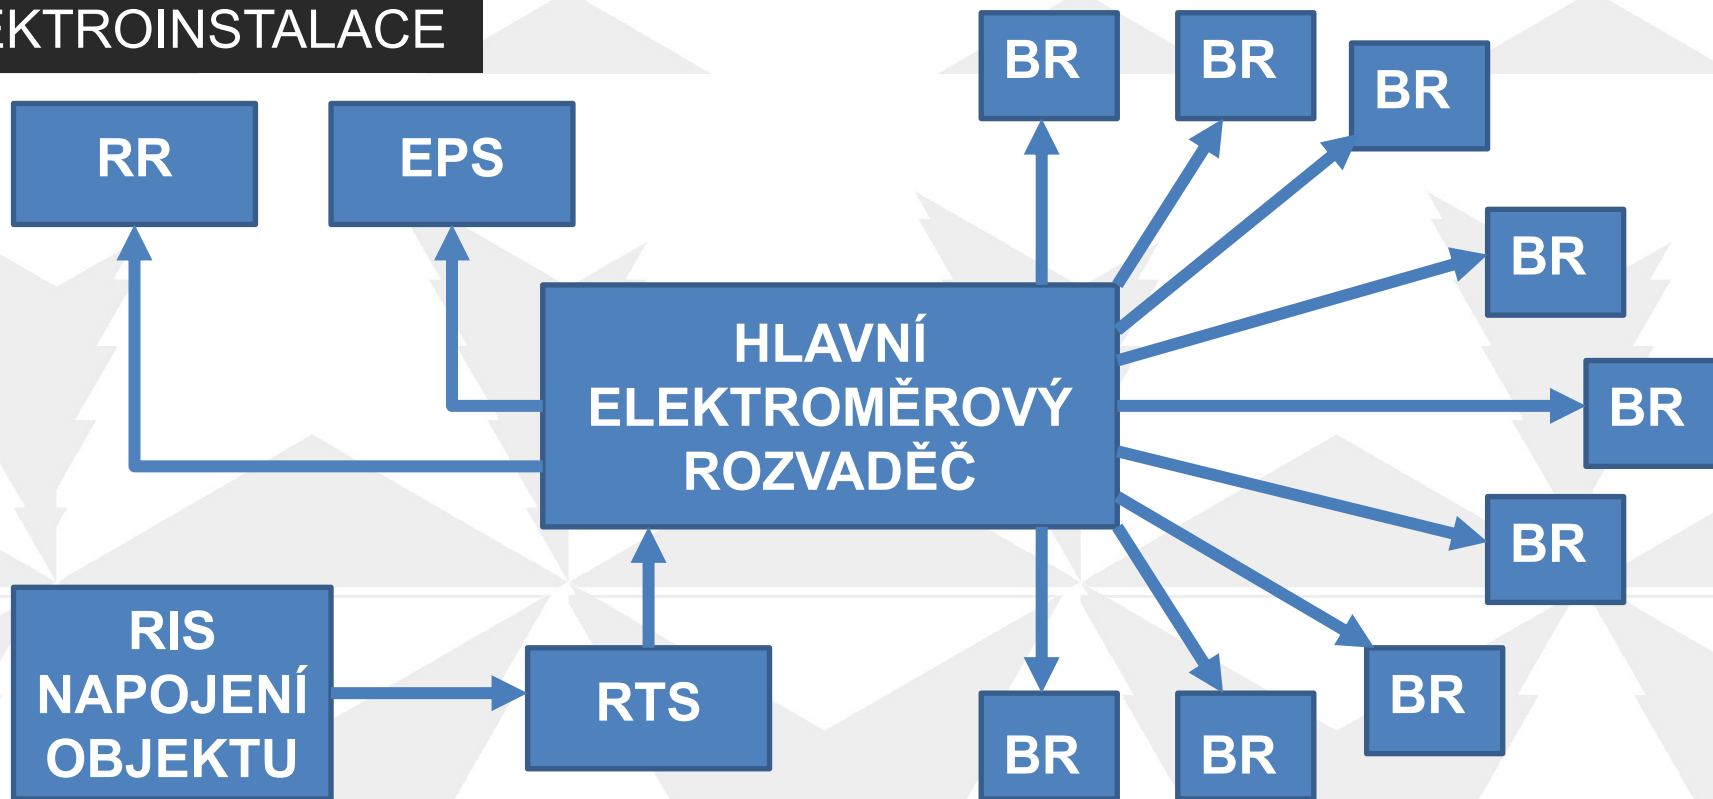 EKTROINSTALACE
BR
BR
BR
RR
EPS
BR
HLAVNÍ
ELEKTROMĚROVÝ
ROZVADĚČ
BR
BR
RIS
NAPOJENÍ
OBJEKTU
RTS
BR
BR
BR